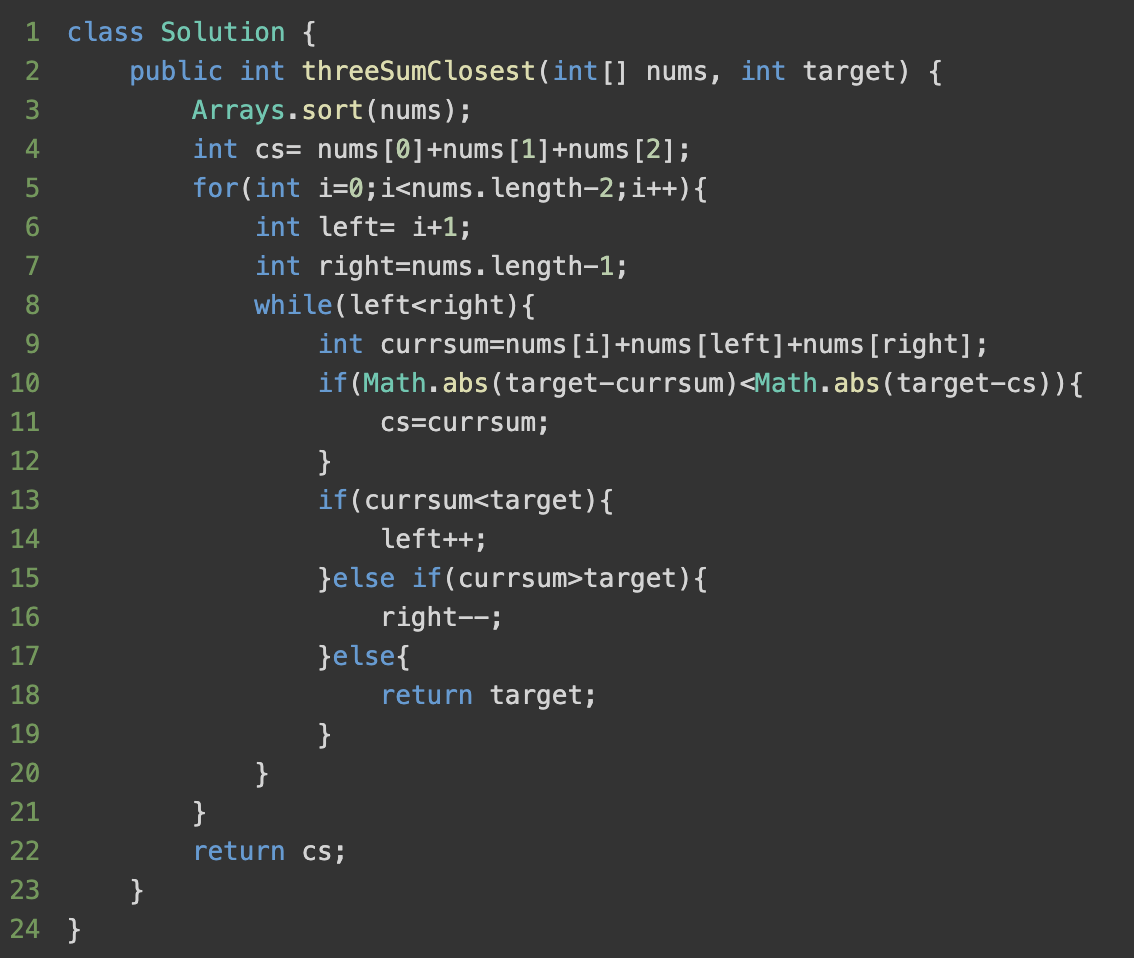 1 class Solution {
2     public int threeSumClosest(int[] nums, int target) {
3         Arrays.sort(nums);
4         int cs= nums[0]+nums[1]+nums[2];
5         for(int i=0;i<nums.length-2;i++){
6             int left= i+1;
7             int right=nums.length-1;
8             while(left<right){
9                 int currsum=nums[i]+nums[left]+nums[right];
10                 if(Math.abs(target-currsum)<Math.abs(target-cs)){
11                     cs=currsum;
12                 }
13                 if(currsum<target){
14                     left++;
15                 }else if(currsum>target){
16                     right--;
17                 }else{
18                     return target;
19                 }
20             }
21         }
22         return cs;
23     }
24 }